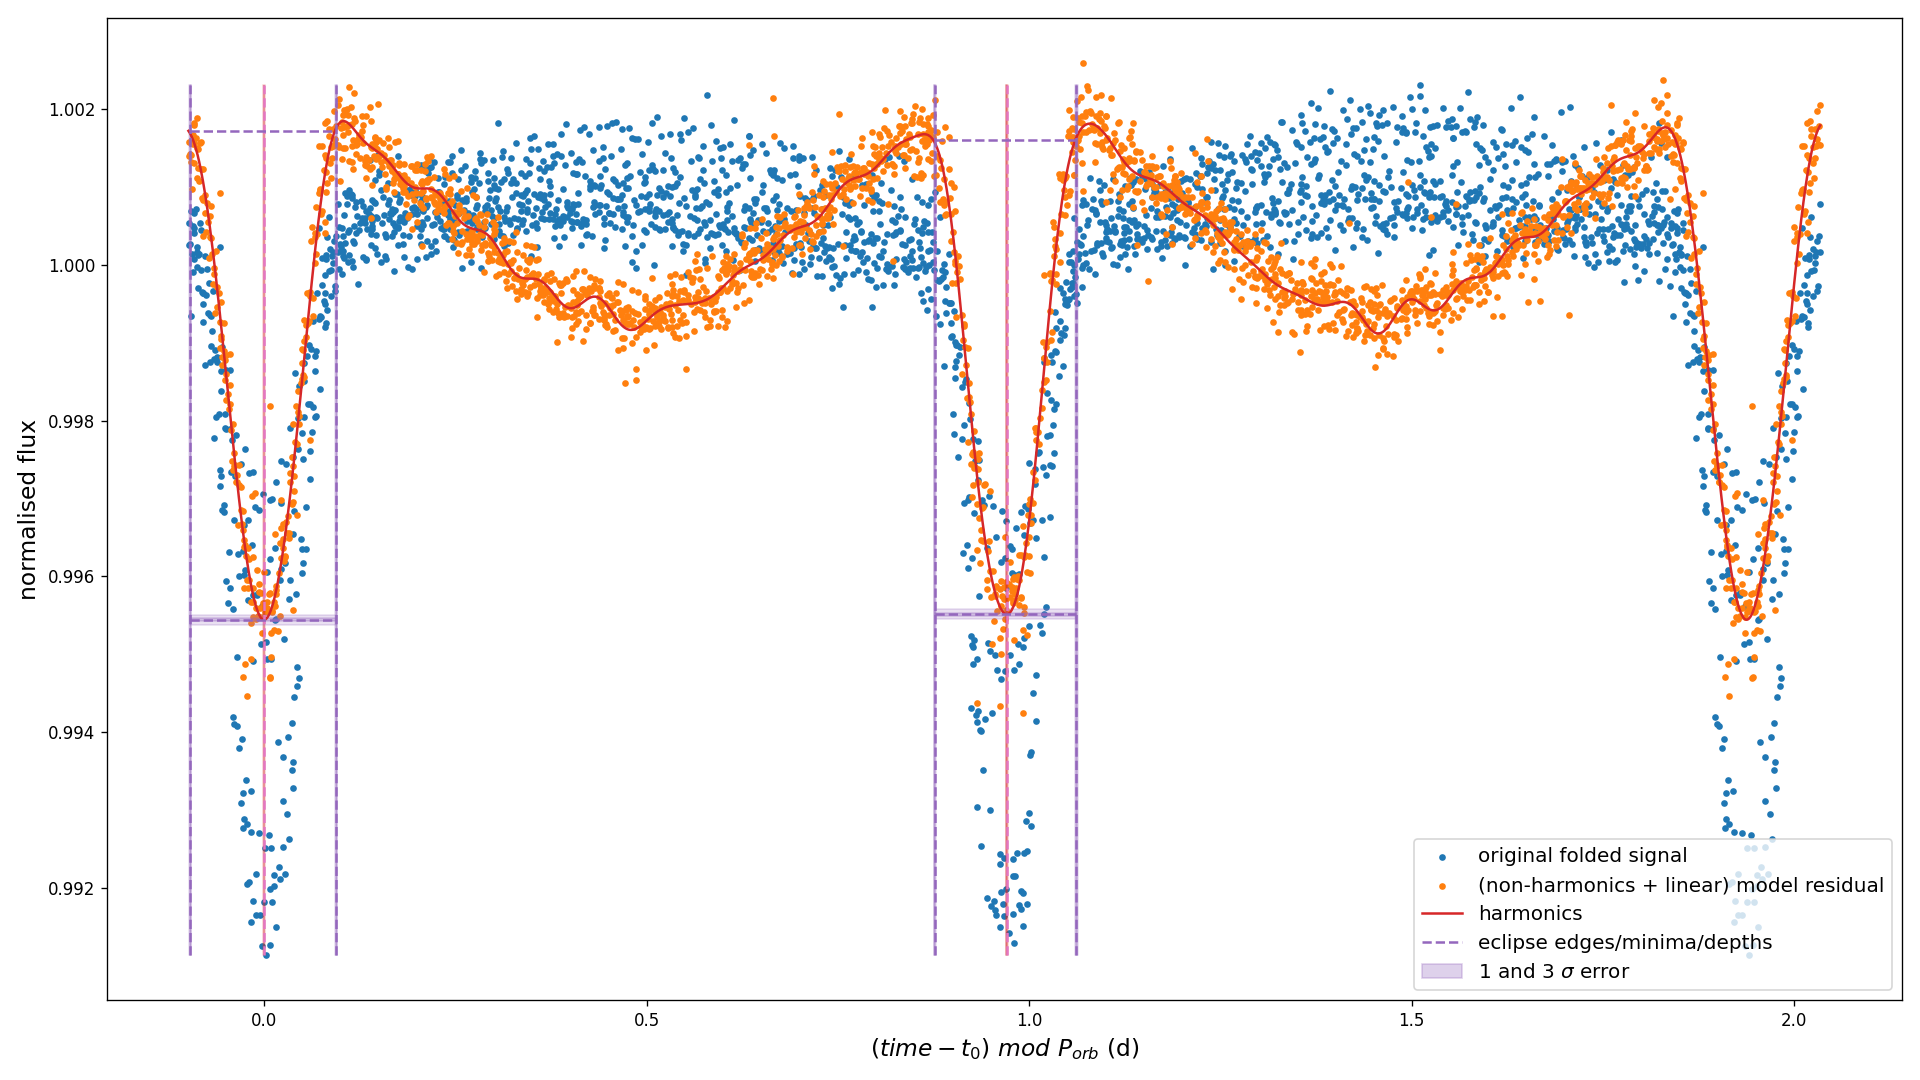 1.002
1.000
0.998
0.996
0.994
0.992
normalised flux
0.0
0.5
1.0
1.5
2.0
(time − t₀) mod Pₒᵣb (d)
original folded signal
(non-harmonics + linear) model residual
harmonics
eclipse edges/minima/depths
1 and 3 σ error